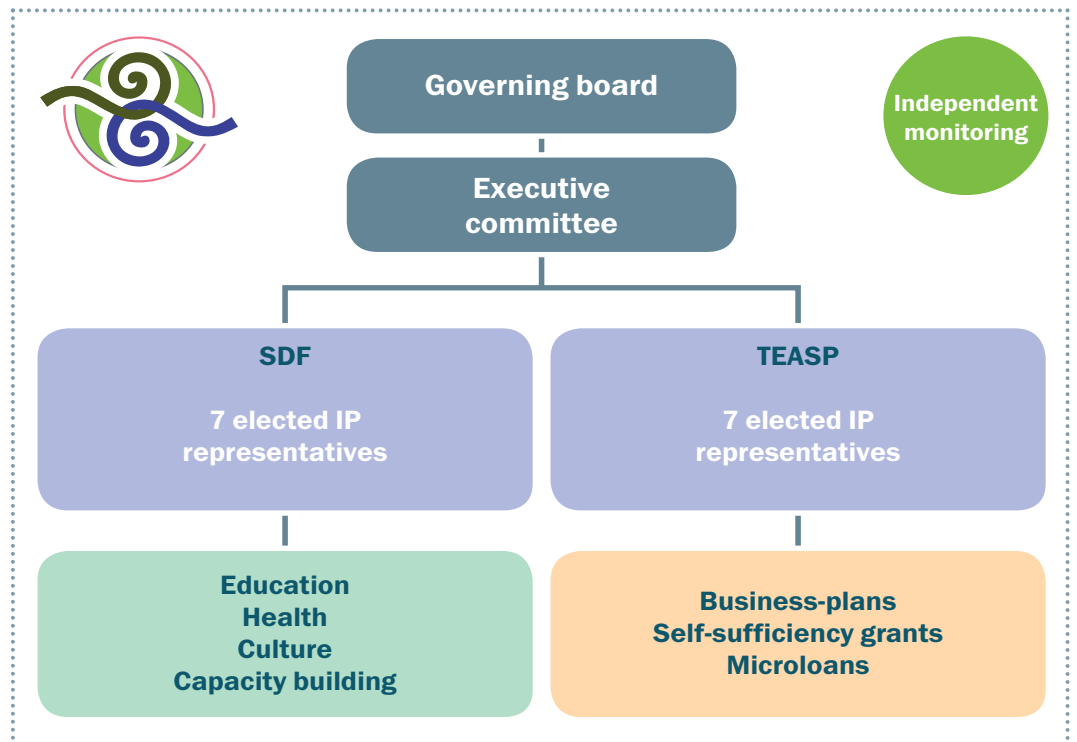 Governing board
Independent
monitoring
Executive
committee
SDF
7 elected IP
representatives
TEASP
7 elected IP
representatives
Education
Health
Culture
Capacity building
Business-plans
Self-sufficiency grants
Microloans